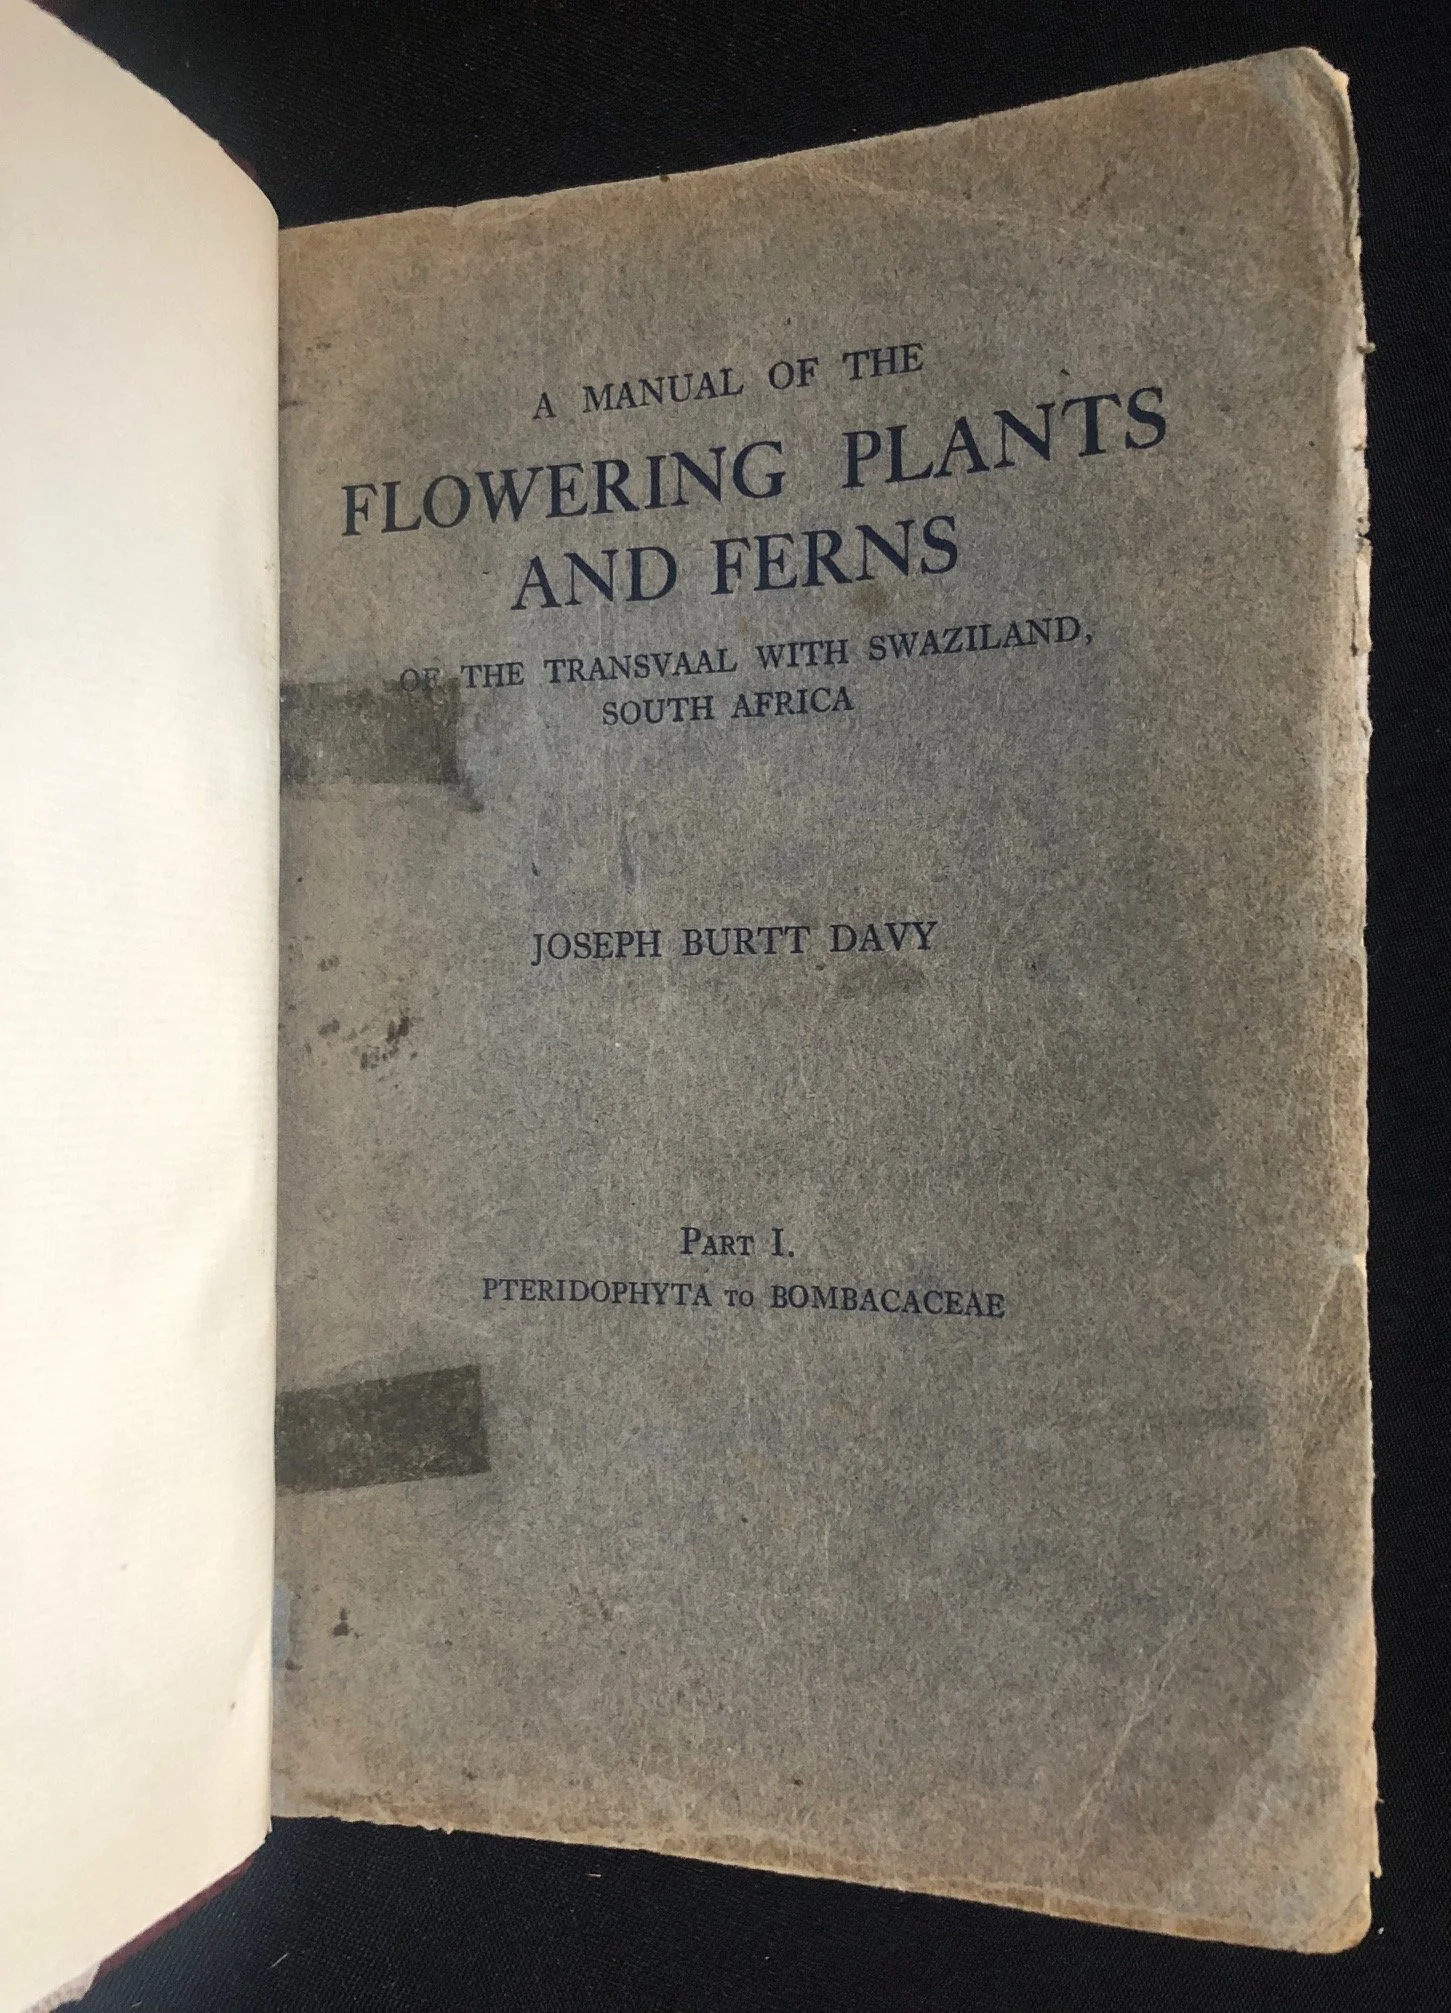 A MANUAL OF THE
FLOWERING PLANTS
AND FERNS
OF THE TRANSVAAL WITH SWAZILAND,
SOUTH AFRICA
JOSEPH BURTT DAVY
PART I.
PTERIDOPHYTA TO BOMBACACEAE